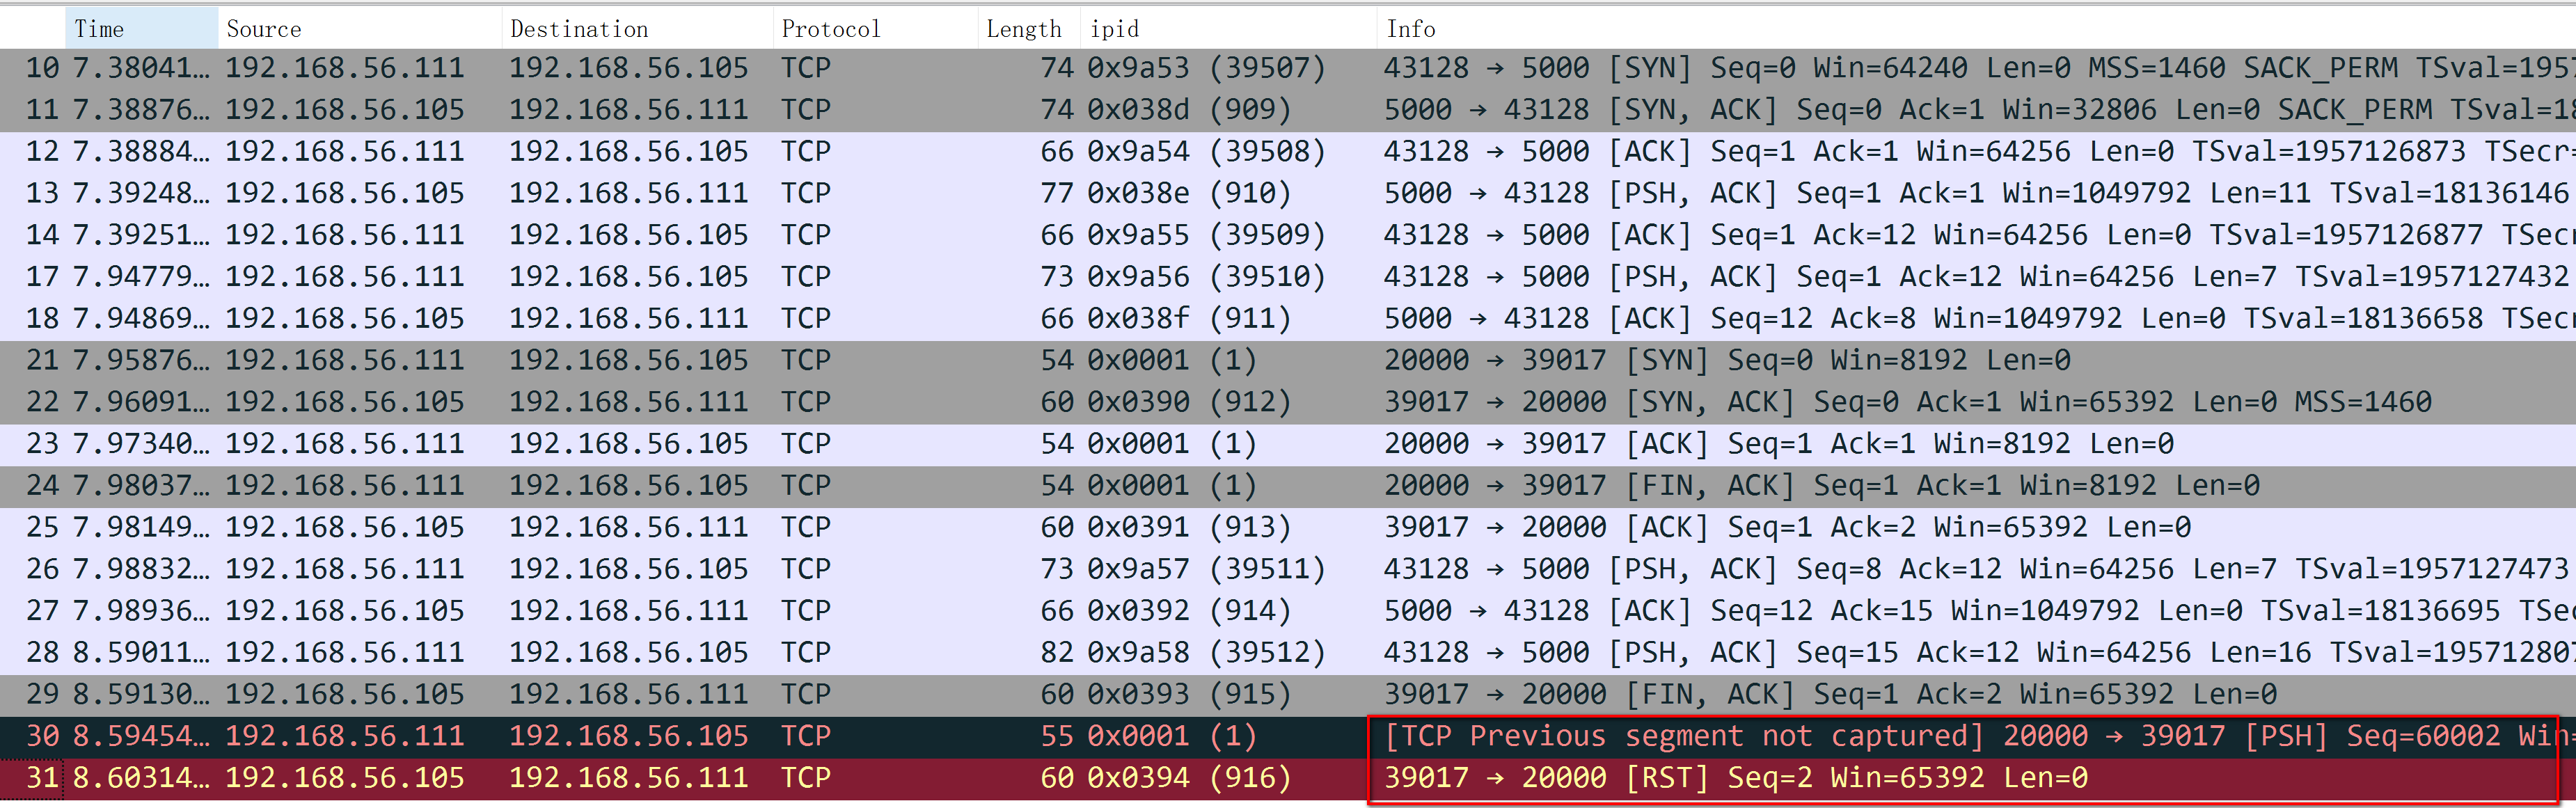 Time Source Destination Protocol Length ipid Info
10 7.38041… 192.168.56.111 192.168.56.105 TCP 74 0x9a53 (39507) 43128 → 5000 [SYN] Seq=0 Win=64240 Len=0 MSS=1460 SACK_PERM TSval=1957
11 7.38876… 192.168.56.105 192.168.56.111 TCP 74 0x038d (909) 5000 → 43128 [SYN, ACK] Seq=0 Ack=1 Win=32806 Len=0 SACK_PERM TSval=18
12 7.38884… 192.168.56.111 192.168.56.105 TCP 66 0x9a54 (39508) 43128 → 5000 [ACK] Seq=1 Ack=1 Win=64256 Len=0 TSval=1957126873 TSecr=
13 7.39248… 192.168.56.105 192.168.56.111 TCP 77 0x038e (910) 5000 → 43128 [PSH, ACK] Seq=1 Ack=1 Win=1049792 Len=11 TSval=18136146
14 7.39251… 192.168.56.111 192.168.56.105 TCP 66 0x9a55 (39509) 43128 → 5000 [ACK] Seq=1 Ack=12 Win=64256 Len=0 TSval=1957126877 TSecr
17 7.94779… 192.168.56.111 192.168.56.105 TCP 73 0x9a56 (39510) 43128 → 5000 [PSH, ACK] Seq=1 Ack=12 Win=64256 Len=7 TSval=1957127432
18 7.94869… 192.168.56.105 192.168.56.111 TCP 66 0x038f (911) 5000 → 43128 [ACK] Seq=12 Ack=8 Win=1049792 Len=0 TSval=18136658 TSecr
21 7.95876… 192.168.56.111 192.168.56.105 TCP 54 0x0001 (1) 20000 → 39017 [SYN] Seq=0 Win=8192 Len=0
22 7.96091… 192.168.56.105 192.168.56.111 TCP 60 0x0390 (912) 39017 → 20000 [SYN, ACK] Seq=0 Ack=1 Win=65392 Len=0 MSS=1460
23 7.97340… 192.168.56.111 192.168.56.105 TCP 54 0x0001 (1) 20000 → 39017 [ACK] Seq=1 Ack=1 Win=8192 Len=0
24 7.98037… 192.168.56.111 192.168.56.105 TCP 54 0x0001 (1) 20000 → 39017 [FIN, ACK] Seq=1 Ack=1 Win=8192 Len=0
25 7.98149… 192.168.56.105 192.168.56.111 TCP 60 0x0391 (913) 39017 → 20000 [ACK] Seq=1 Ack=2 Win=65392 Len=0
26 7.98832… 192.168.56.111 192.168.56.105 TCP 73 0x9a57 (39511) 43128 → 5000 [PSH, ACK] Seq=8 Ack=12 Win=64256 Len=7 TSval=1957127473
27 7.98936… 192.168.56.105 192.168.56.111 TCP 66 0x0392 (914) 5000 → 43128 [ACK] Seq=12 Ack=15 Win=1049792 Len=0 TSval=18136695 TSec
28 8.59011… 192.168.56.111 192.168.56.105 TCP 82 0x9a58 (39512) 43128 → 5000 [PSH, ACK] Seq=15 Ack=12 Win=64256 Len=16 TSval=195712807
29 8.59130… 192.168.56.105 192.168.56.111 TCP 60 0x0393 (915) 39017 → 20000 [FIN, ACK] Seq=1 Ack=2 Win=65392 Len=0
30 8.59454… 192.168.56.111 192.168.56.105 TCP 55 0x0001 (1) [TCP Previous segment not captured] 20000 → 39017 [PSH] Seq=60002 Win=
31 8.60314… 192.168.56.105 192.168.56.111 TCP 60 0x0394 (916) 39017 → 20000 [RST] Seq=2 Win=65392 Len=0